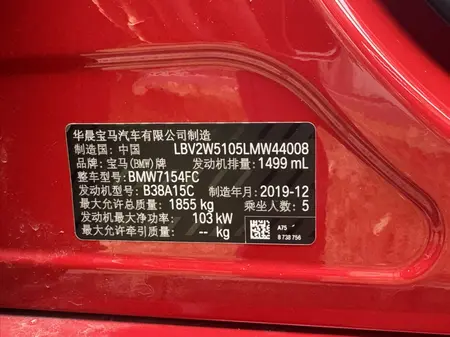 华晨宝马汽车有限公司制造
制造国：中国 LBV2W5105LMW44008
品牌：宝马(BMW)牌 发动机排量：1499 mL
整车型号：BMW7154FC
发动机型号：B38A15C 制造年月：2019-12
最大允许总质量：1855 kg 乘坐人数：5
发动机最大净功率：103 kW
最大允许牵引质量：-- kg
A75
8 738 756